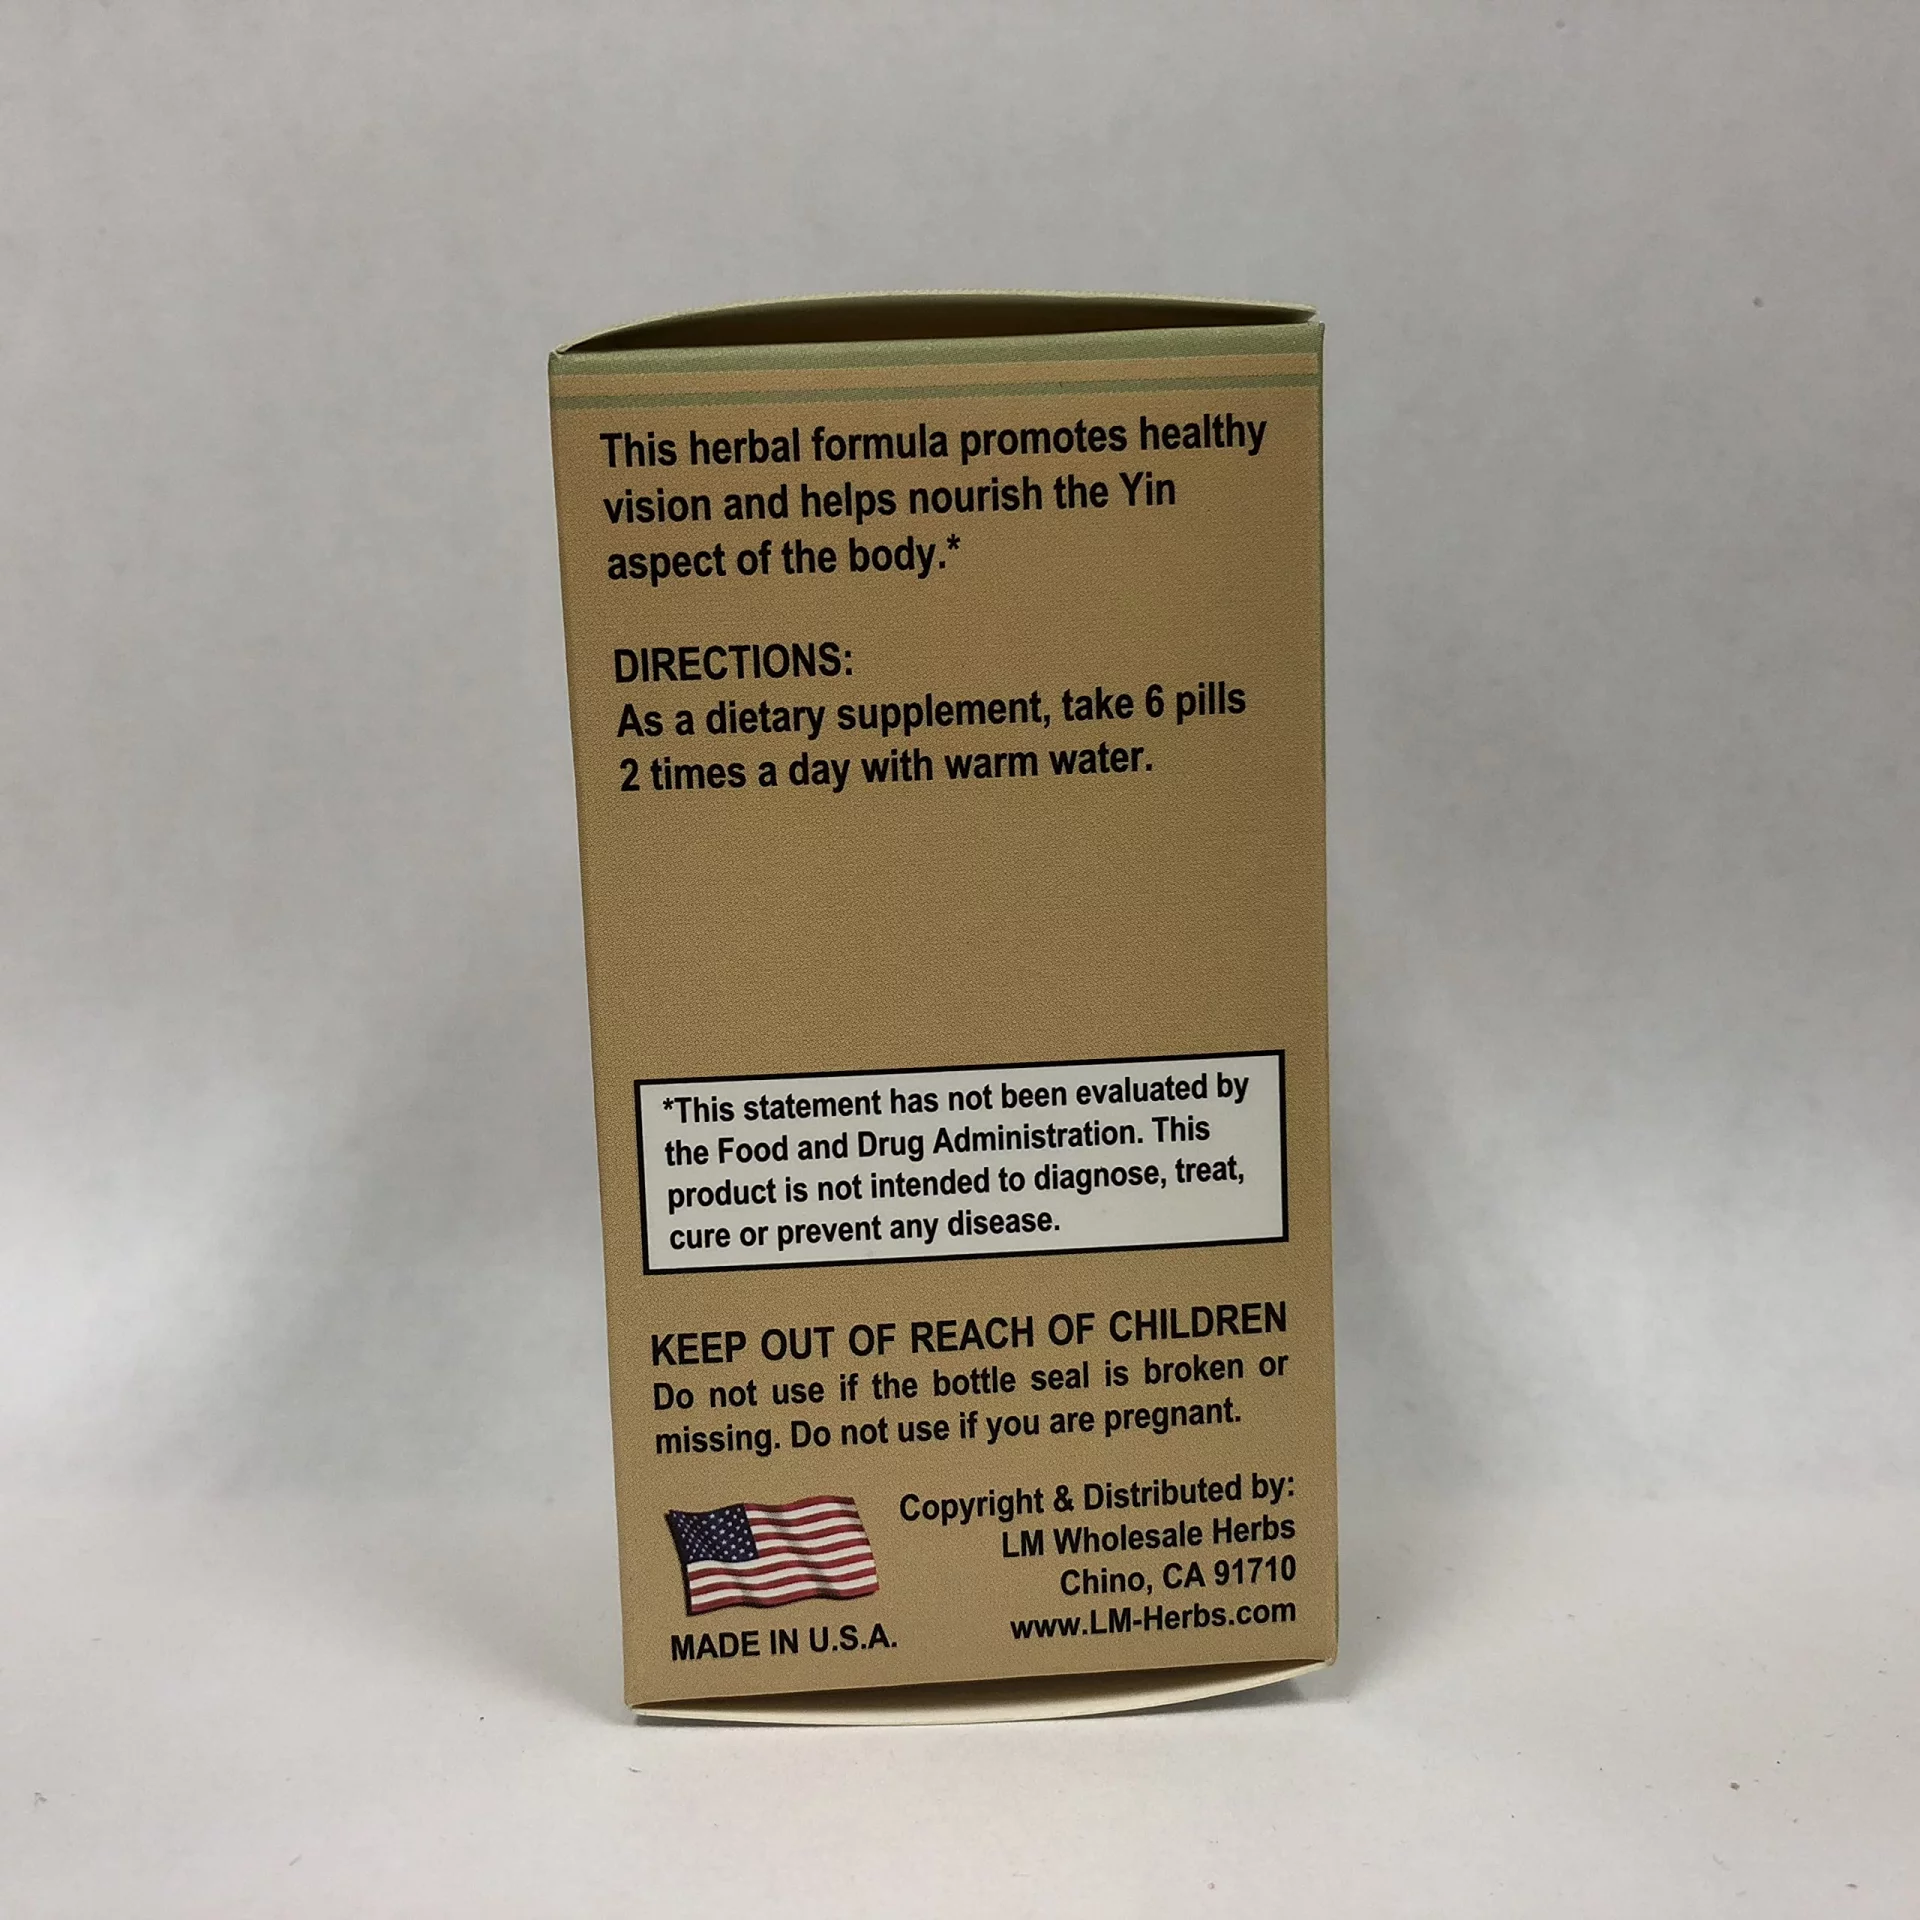 This herbal formula promotes healthy
vision and helps nourish the Yin
aspect of the body.*
DIRECTIONS:
As a dietary supplement, take 6 pills
2 times a day with warm water.
*This statement has not been evaluated by
the Food and Drug Administration. This
product is not intended to diagnose, treat,
cure or prevent any disease.
KEEP OUT OF REACH OF CHILDREN
Do not use if the bottle seal is broken or
missing. Do not use if you are pregnant.
MADE IN U.S.A.
Copyright & Distributed by:
LM Wholesale Herbs
Chino, CA 91710
www.LM-Herbs.com